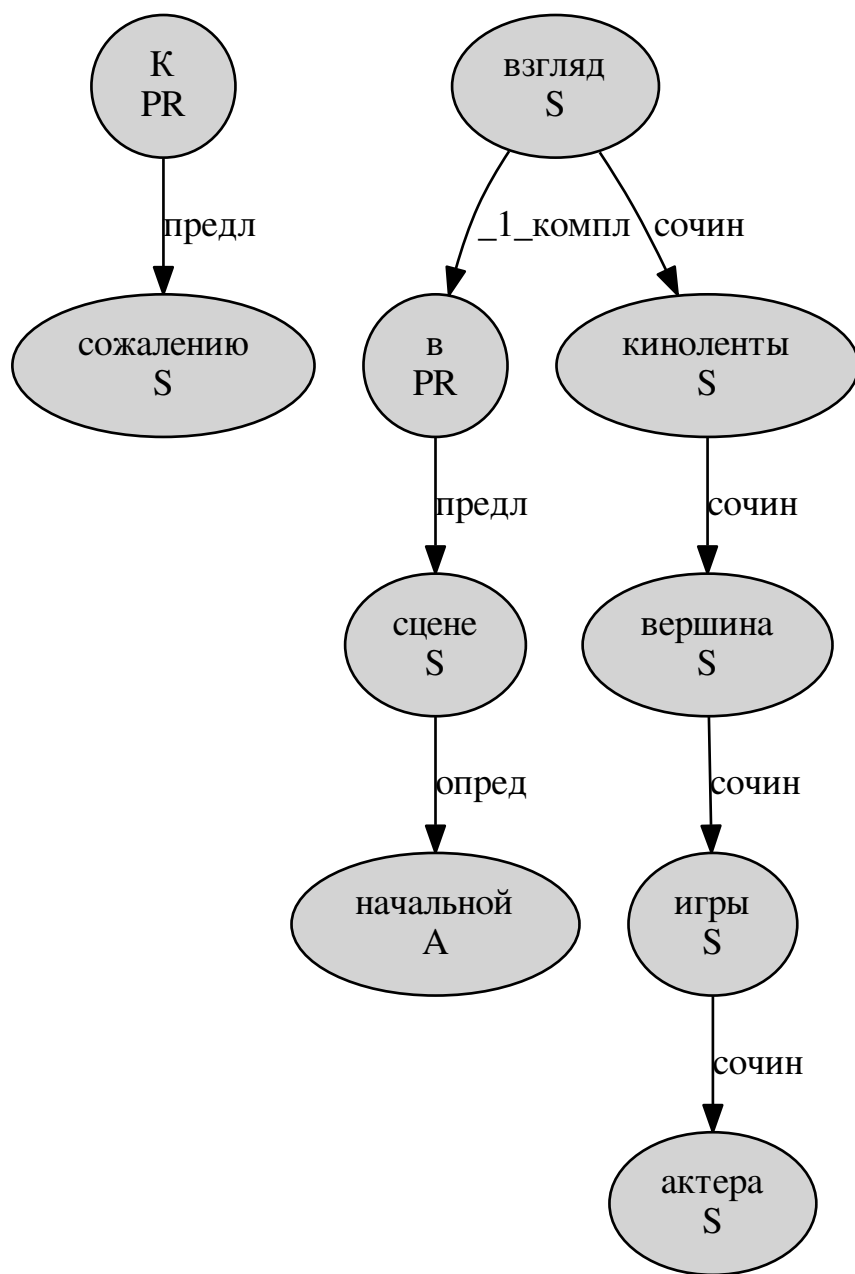 К
PR
взгляд
S
предл
_1_компл
сочин
сожалению
S
в
PR
киноленты
S
предл
сочин
сцене
S
вершина
S
опред
сочин
начальной
A
игры
S
сочин
актера
S